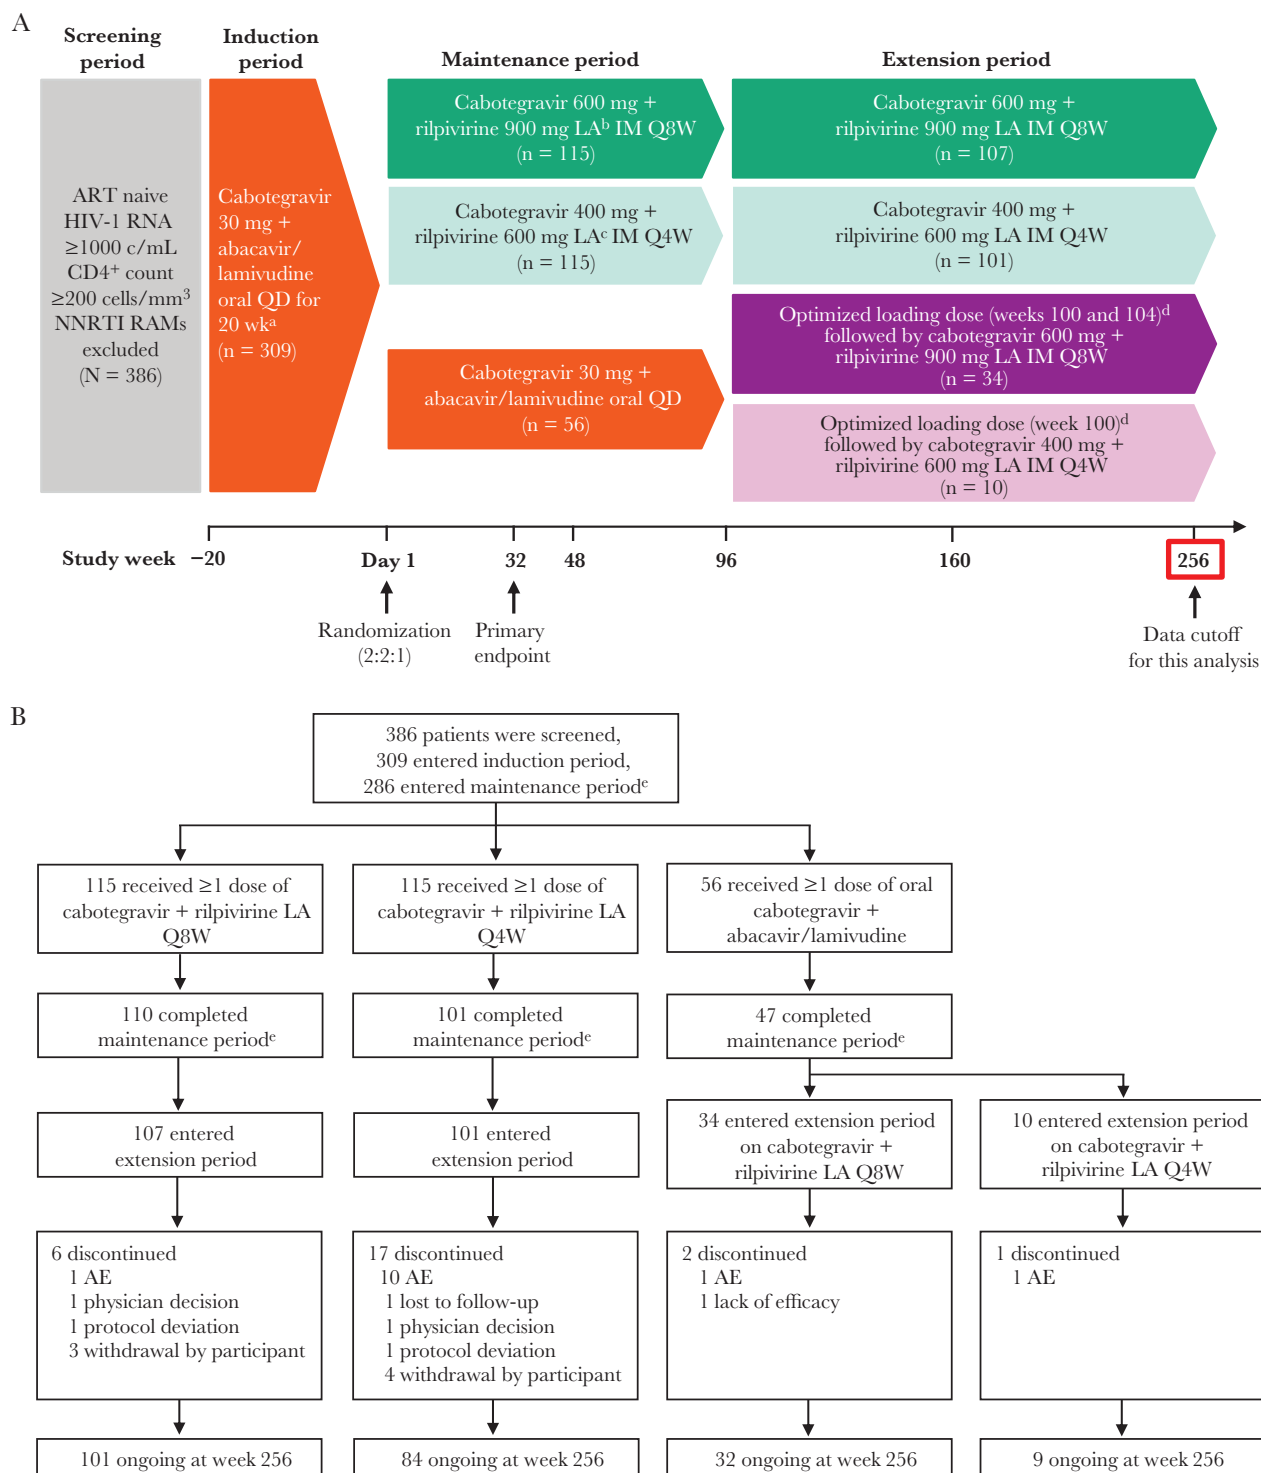 A
Screening
period
Induction
period
Maintenance period
Extension period
ART naive
HIV-1 RNA
≥1000 c/mL
CD4⁺ count
≥200 cells/mm³
NNRTI RAMs
excluded
(N = 386)
Cabotegravir
30 mg +
abacavir/
lamivudine
oral QD for
20 wkᵃ
(n = 309)
Cabotegravir 600 mg +
rilpivirine 900 mg LAᵇ IM Q8W
(n = 115)
Cabotegravir 400 mg +
rilpivirine 600 mg LAᶜ IM Q4W
(n = 115)
Cabotegravir 30 mg +
abacavir/lamivudine oral QD
(n = 56)
Cabotegravir 600 mg +
rilpivirine 900 mg LA IM Q8W
(n = 107)
Cabotegravir 400 mg +
rilpivirine 600 mg LA IM Q4W
(n = 101)
Optimized loading dose (weeks 100 and 104)ᵈ
followed by cabotegravir 600 mg +
rilpivirine 900 mg LA IM Q8W
(n = 34)
Optimized loading dose (week 100)ᵈ
followed by cabotegravir 400 mg +
rilpivirine 600 mg LA IM Q4W
(n = 10)
Study week −20 Day 1 32 48 96 160 256
Randomization
(2:2:1)
Primary
endpoint
Data cutoff
for this analysis
B
386 patients were screened,
309 entered induction period,
286 entered maintenance periodᵉ
115 received ≥1 dose of
cabotegravir + rilpivirine LA
Q8W
115 received ≥1 dose of
cabotegravir + rilpivirine LA
Q4W
56 received ≥1 dose of oral
cabotegravir +
abacavir/lamivudine
110 completed
maintenance periodᵉ
101 completed
maintenance periodᵉ
47 completed
maintenance periodᵉ
107 entered
extension period
101 entered
extension period
34 entered extension period
on cabotegravir +
rilpivirine LA Q8W
10 entered extension period
on cabotegravir +
rilpivirine LA Q4W
6 discontinued
1 AE
1 physician decision
1 protocol deviation
3 withdrawal by participant
17 discontinued
10 AE
1 lost to follow-up
1 physician decision
1 protocol deviation
4 withdrawal by participant
2 discontinued
1 AE
1 lack of efficacy
1 discontinued
1 AE
101 ongoing at week 256
84 ongoing at week 256
32 ongoing at week 256
9 ongoing at week 256